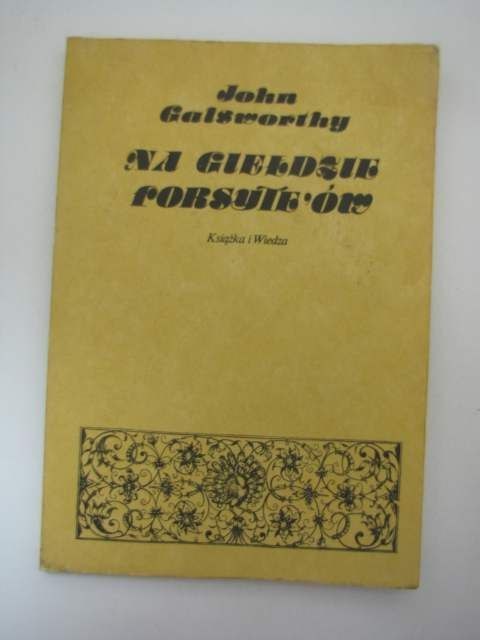 John
Galsworthy
NA GIEŁDZIE
FORSYTE'ÓW
Książka i Wiedza